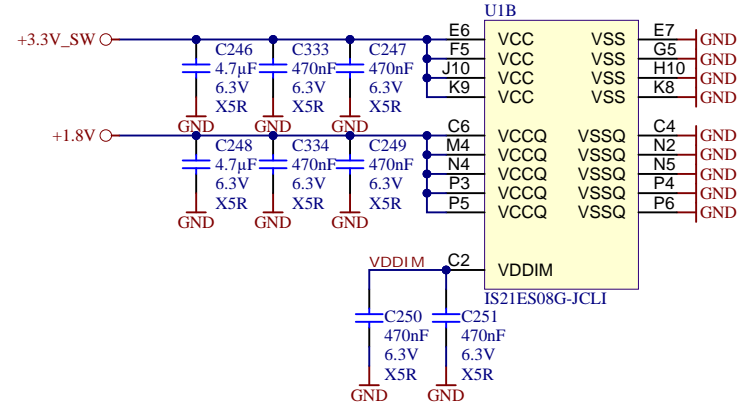 U1B
+3.3V_SW
C246
4.7µF
6.3V
X5R
GND
C333
470nF
6.3V
X5R
GND
C247
470nF
6.3V
X5R
GND
E6 VCC VSS E7 GND
F5 VCC VSS G5 GND
J10 VCC VSS H10 GND
K9 VCC VSS K8 GND
+1.8V
C248
4.7µF
6.3V
X5R
GND
C334
470nF
6.3V
X5R
GND
C249
470nF
6.3V
X5R
GND
C6 VCCQ VSSQ C4 GND
M4 VCCQ VSSQ N2 GND
N4 VCCQ VSSQ N5 GND
P3 VCCQ VSSQ P4 GND
P5 VCCQ VSSQ P6 GND
VDDIM C2 VDDIM
IS21ES08G-JCLI
C250
470nF
6.3V
X5R
GND
C251
470nF
6.3V
X5R
GND